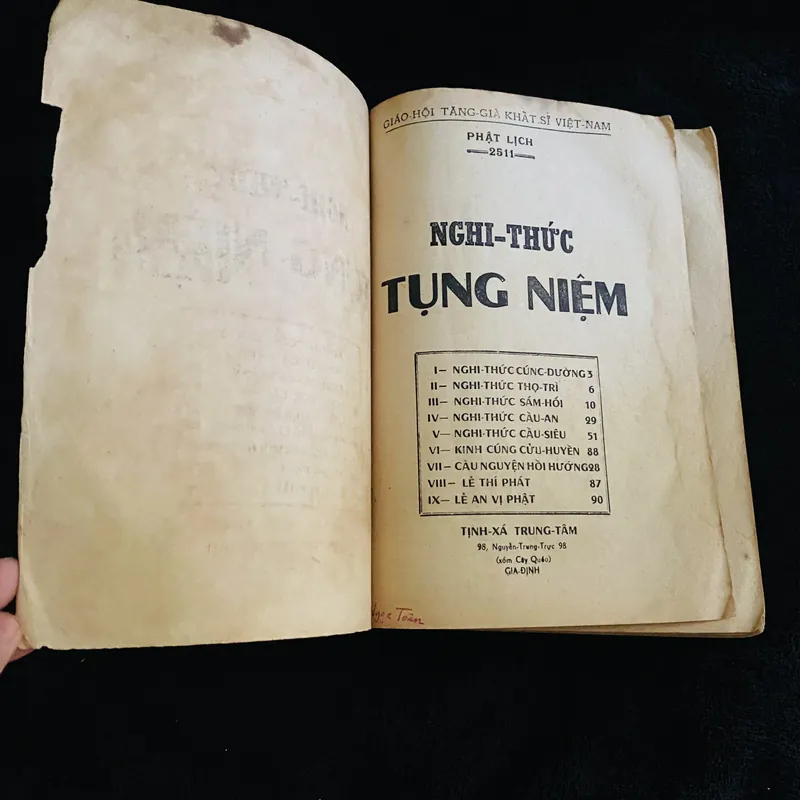 GIÁO-HỘI TĂNG-GIÀ KHẤT.SĨ VIỆT-NAM
PHẬT LỊCH
—2511—
NGHI-THỨC
TỤNG NIỆM
I— NGHI-THỨC CÚNC-DƯỜNG 3
II— NGHI-THỨC THỌ-TRÌ 6
III— NGHI-THỨC SÁM-HỐI 10
IV— NGHI-THỨC CẦU-AN 29
V— NGHI-THỨC CẦU-SIÊU 51
VI— KINH CÚNG CỬU-HUYỀN 88
VII— CẦU NGUYỆN HỒI HƯỚNG 28
VIII— LỄ THÍ PHÁT 87
IX— LỄ AN VỊ PHẬT 90
TỊNH-XÁ TRUNG-TÂM
98, Nguyễn-Trung-Trực 98
(xóm Cây Quéo)
GIA-ĐỊNH
Ngọc Toàn